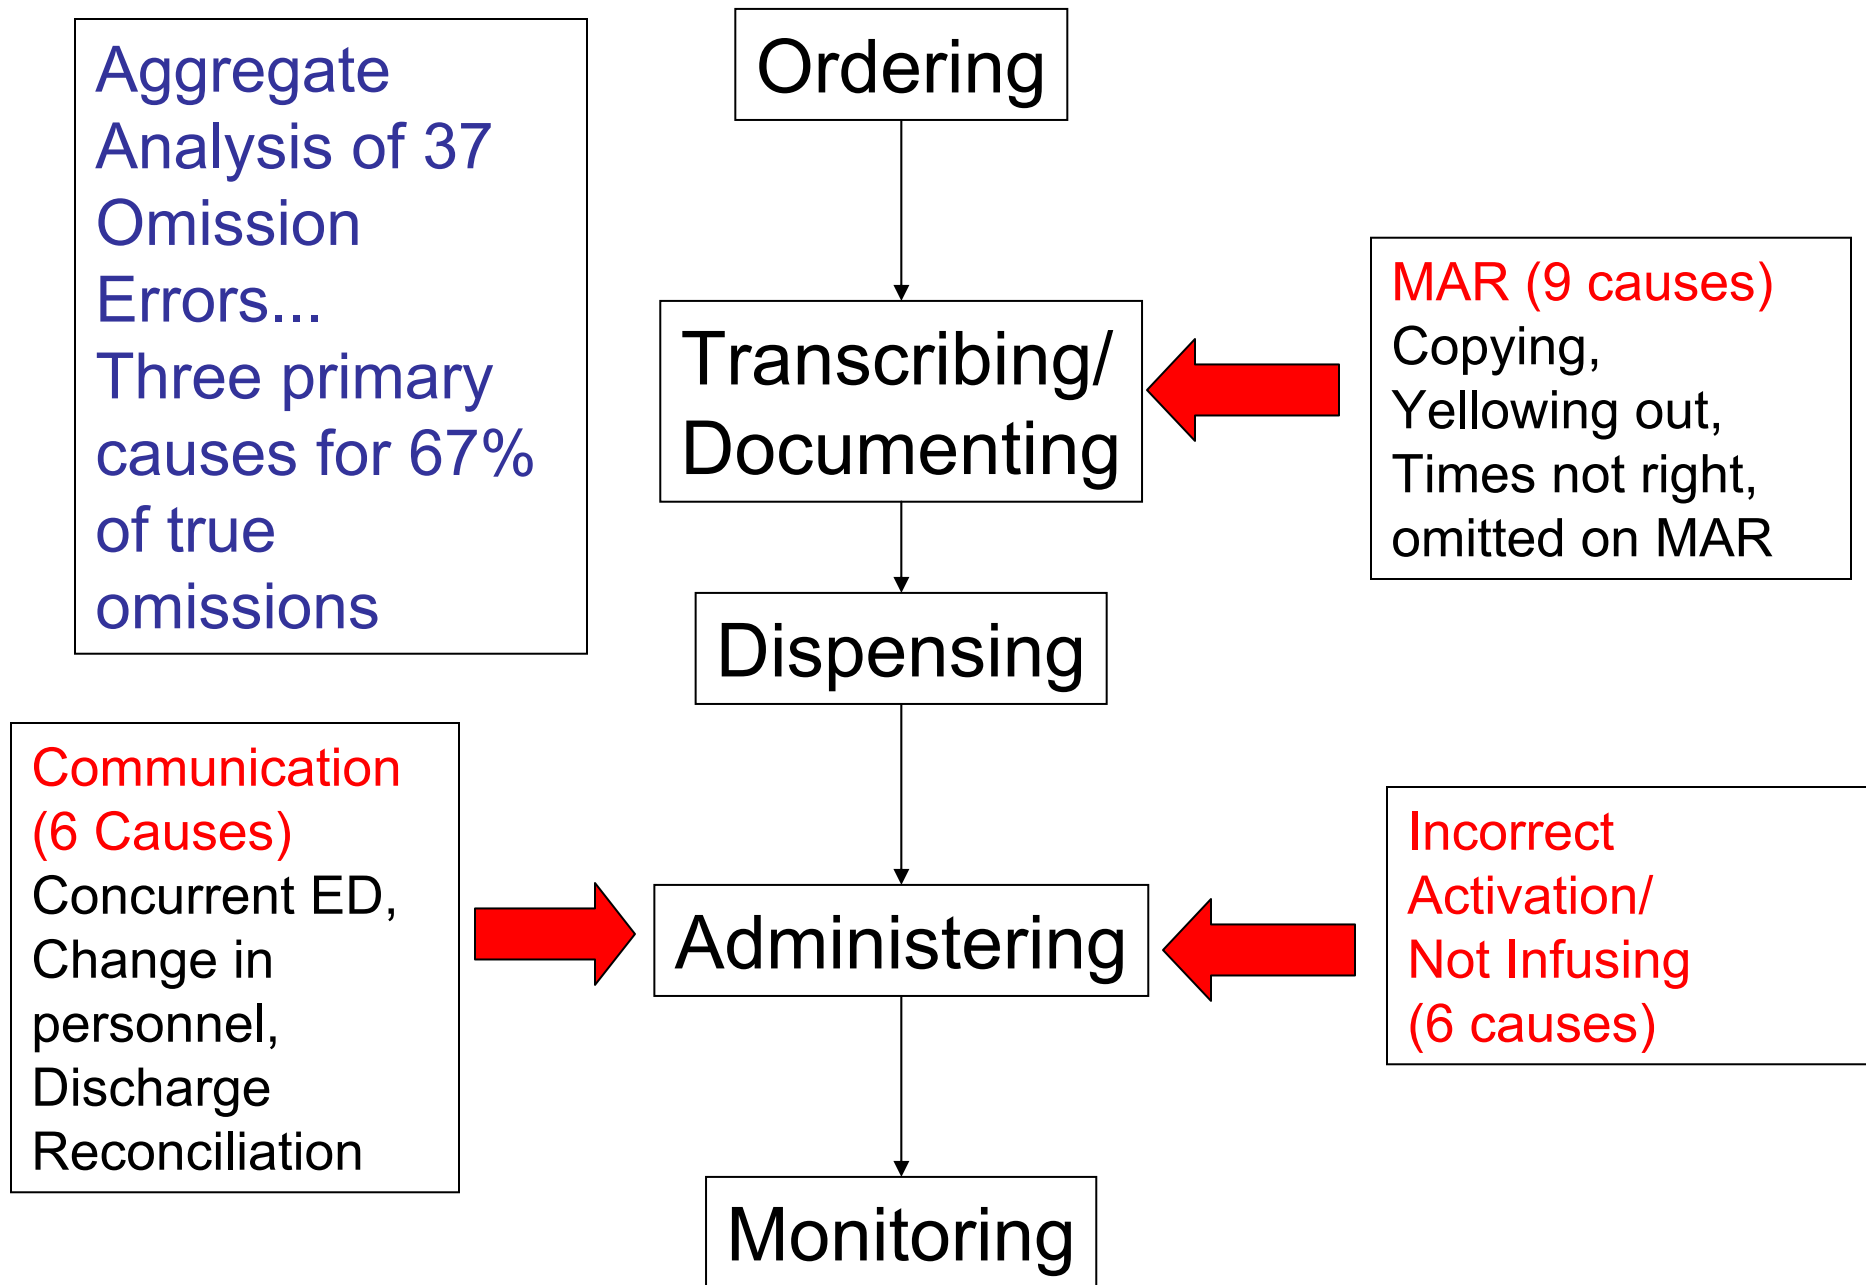 Aggregate
Analysis of 37
Omission
Errors...
Three primary
causes for 67%
of true
omissions
Ordering
Transcribing/
Documenting
MAR (9 causes)
Copying,
Yellowing out,
Times not right,
omitted on MAR
Dispensing
Communication
(6 Causes)
Concurrent ED,
Change in
personnel,
Discharge
Reconciliation
Administering
Incorrect
Activation/
Not Infusing
(6 causes)
Monitoring